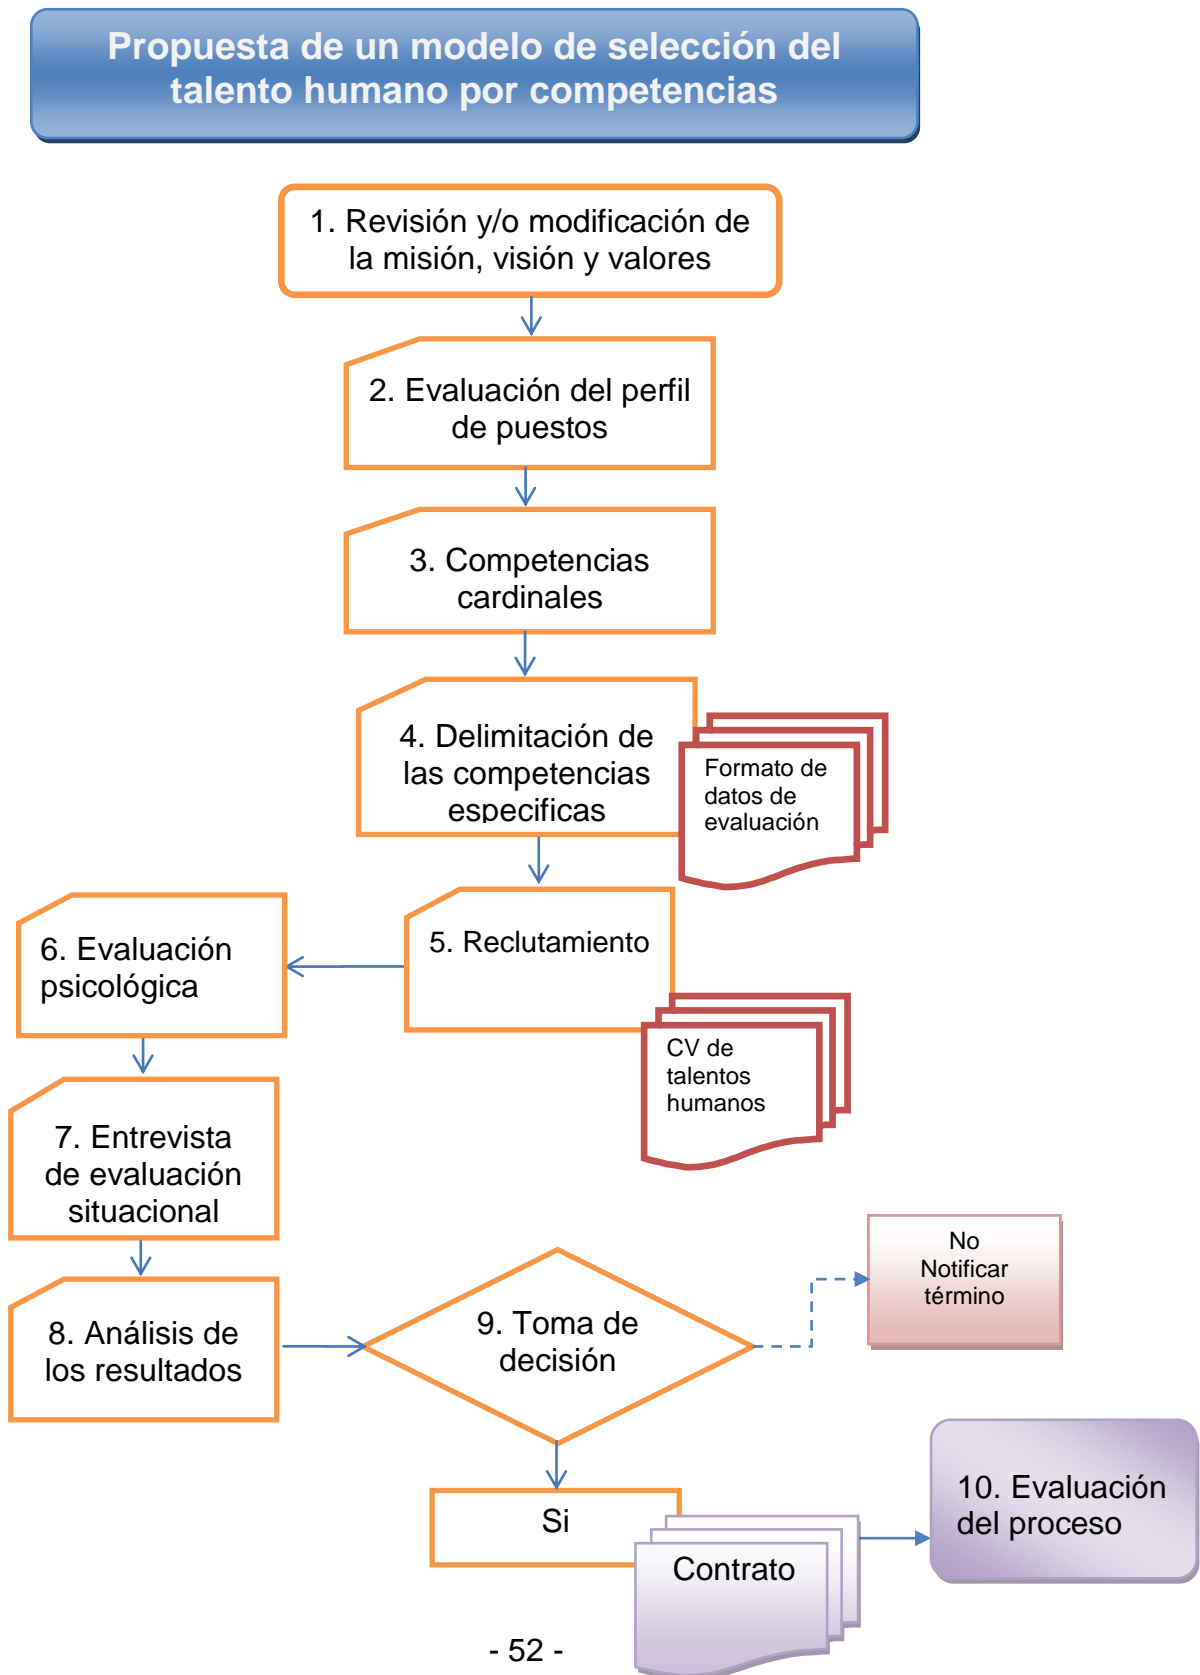 Propuesta de un modelo de selección del
talento humano por competencias
1. Revisión y/o modificación de
la misión, visión y valores
2. Evaluación del perfil
de puestos
3. Competencias
cardinales
4. Delimitación de
las competencias
especificas
Formato de
datos de
evaluación
5. Reclutamiento
CV de
talentos
humanos
6. Evaluación
psicológica
7. Entrevista
de evaluación
situacional
8. Análisis de
los resultados
9. Toma de
decisión
No
Notificar
término
Si
Contrato
10. Evaluación
del proceso
- 52 -